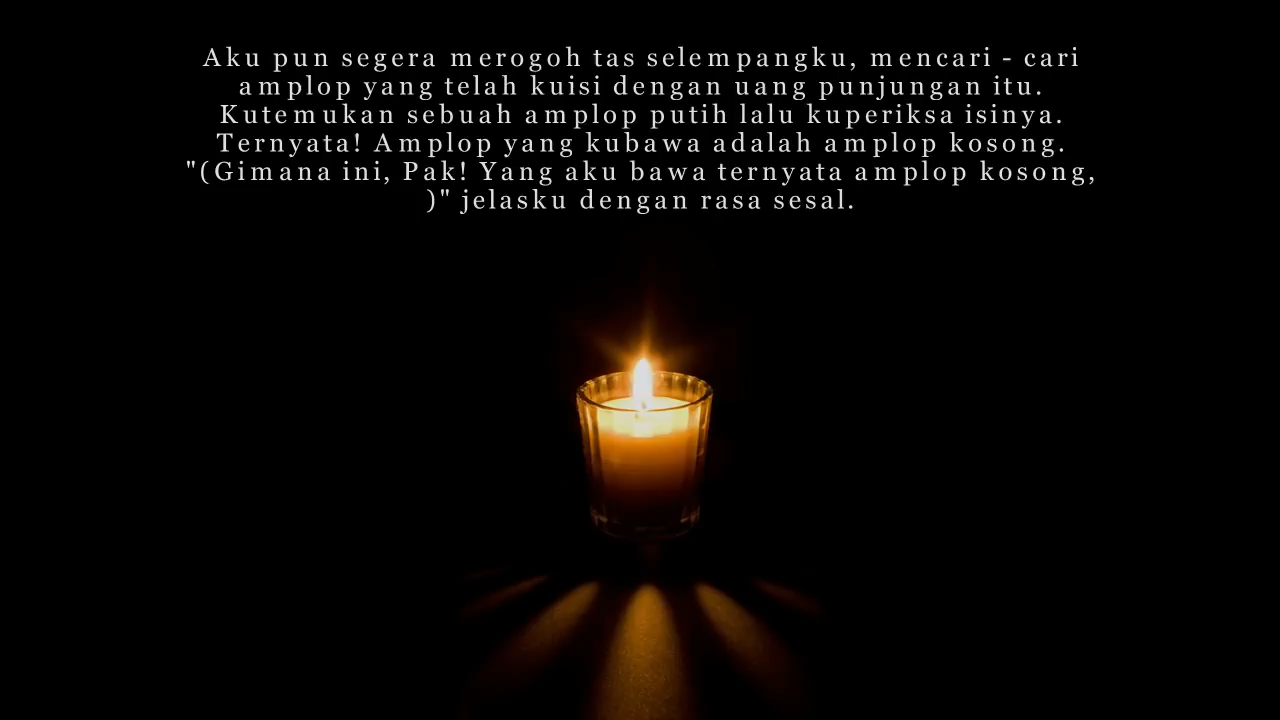 Aku pun segera merogoh tas selempangku, mencari - cari
amplop yang telah kuisi dengan uang punjungan itu.
Kutemukan sebuah amplop putih lalu kuperiksa isinya.
Ternyata! Amplop yang kubawa adalah amplop kosong.
"(Gimana ini, Pak! Yang aku bawa ternyata amplop kosong,
)" jelasku dengan rasa sesal.